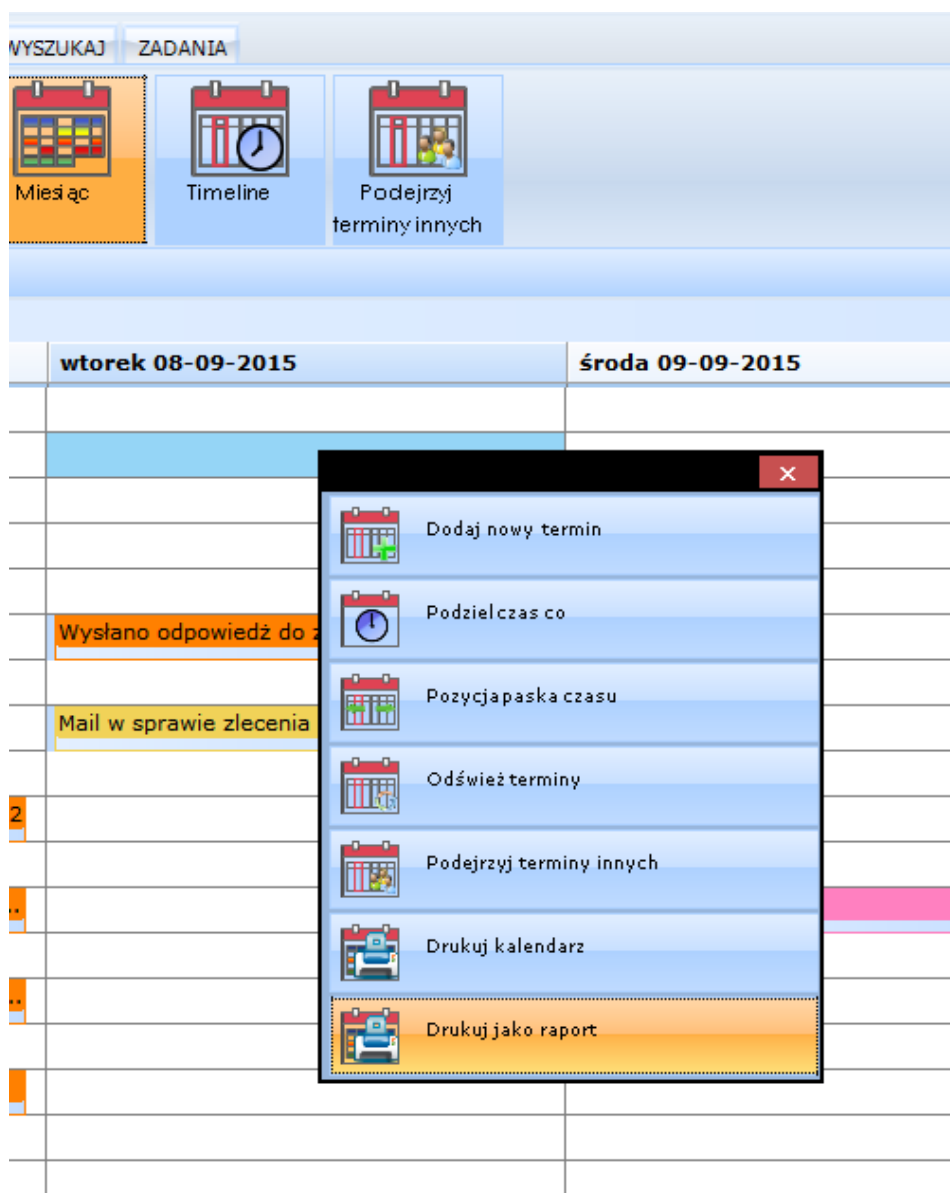 WYSZUKAJ ZADANIA
Miesiąc
Timeline
Podejrzyj
terminy innych
wtorek 08-09-2015
środa 09-09-2015
Dodaj nowy termin
Podziel czas co
Wysłano odpowiedź do z
Pozycja paska czasu
Mail w sprawie zlecenia
Odśwież terminy
2
Podejrzyj terminy innych
..
Drukuj kalendarz
..
Drukuj jako raport